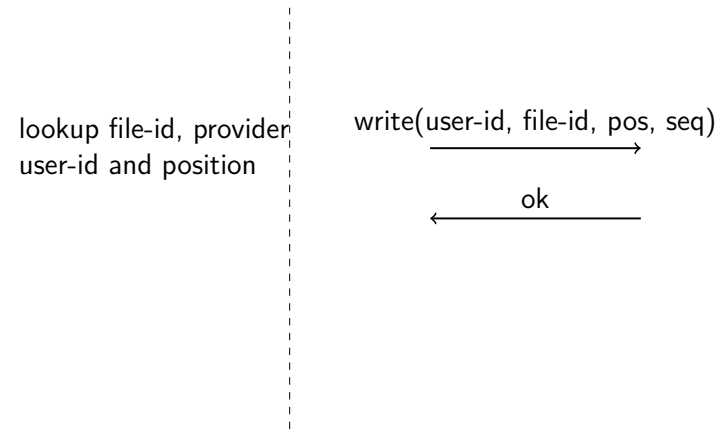 lookup file-id, provider
user-id and position
write(user-id, file-id, pos, seq)
ok